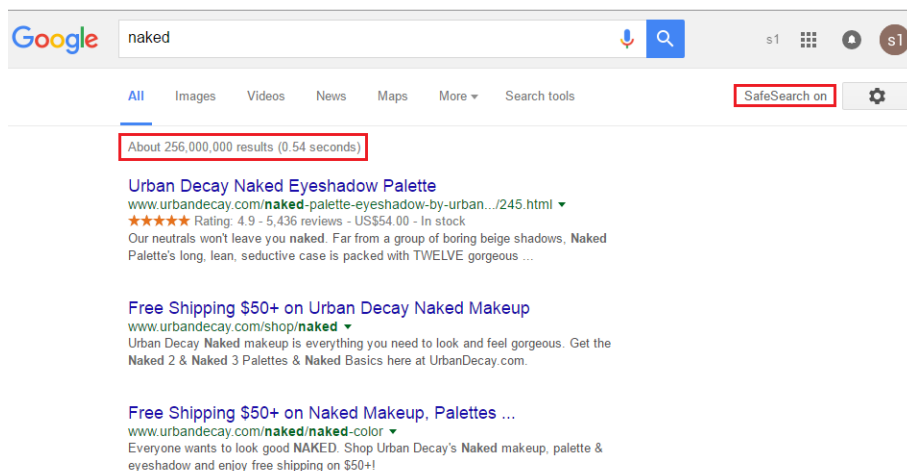 Google naked s1 s1
All Images Videos News Maps More Search tools SafeSearch on
About 256,000,000 results (0.54 seconds)
Urban Decay Naked Eyeshadow Palette
www.urbandecay.com/naked-palette-eyeshadow-by-urban.../245.html
Rating: 4.9 - 5,436 reviews - US$54.00 - In stock
Our neutrals won't leave you naked. Far from a group of boring beige shadows, Naked
Palette's long, lean, seductive case is packed with TWELVE gorgeous ...
Free Shipping $50+ on Urban Decay Naked Makeup
www.urbandecay.com/shop/naked
Urban Decay Naked makeup is everything you need to look and feel gorgeous. Get the
Naked 2 & Naked 3 Palettes & Naked Basics here at UrbanDecay.com.
Free Shipping $50+ on Naked Makeup, Palettes ...
www.urbandecay.com/naked/naked-color
Everyone wants to look good NAKED. Shop Urban Decay's Naked makeup, palette &
eyeshadow and enjoy free shipping on $50+!